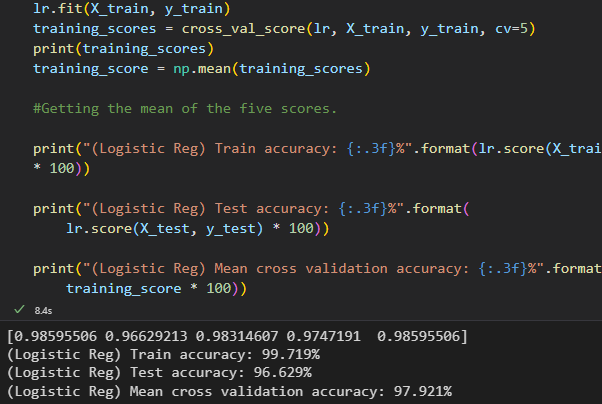 lr.fit(X_train, y_train)
training_scores = cross_val_score(lr, X_train, y_train, cv=5)
print(training_scores)
training_score = np.mean(training_scores)
#Getting the mean of the five scores.
print("(Logistic Reg) Train accuracy: {:.3f}%".format(lr.score(X_trai
* 100))
print("(Logistic Reg) Test accuracy: {:.3f}%".format(
lr.score(X_test, y_test) * 100))
print("(Logistic Reg) Mean cross validation accuracy: {:.3f}%".format
training_score * 100))
8.4s
[0.98595506 0.96629213 0.98314607 0.9747191  0.98595506]
(Logistic Reg) Train accuracy: 99.719%
(Logistic Reg) Test accuracy: 96.629%
(Logistic Reg) Mean cross validation accuracy: 97.921%